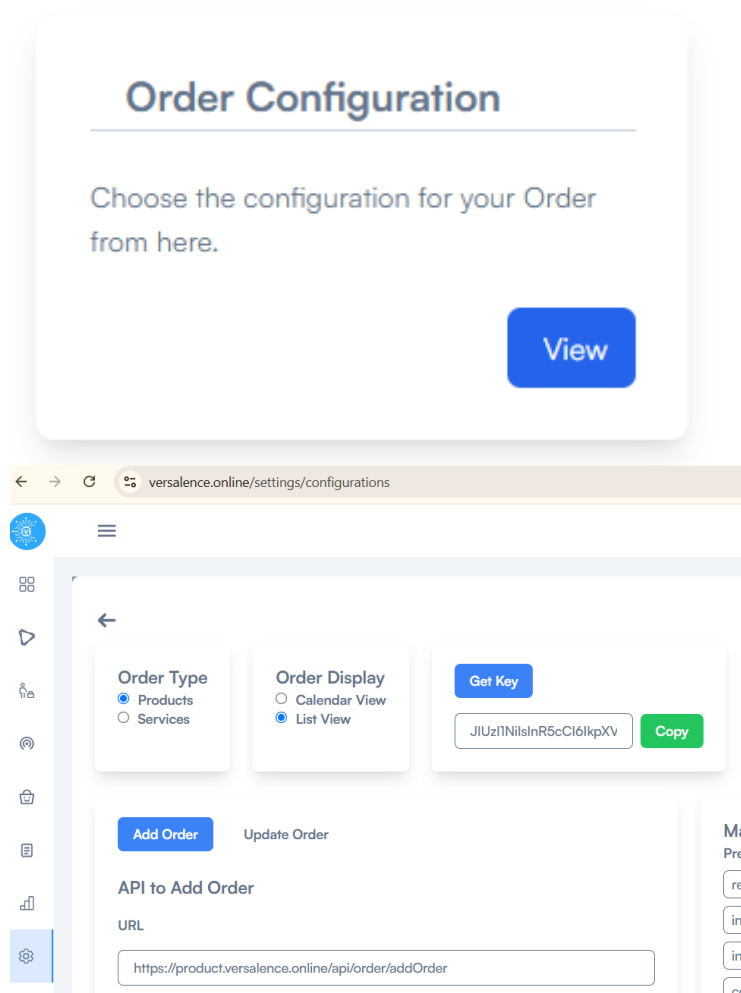 Order Configuration
Choose the configuration for your Order
from here.
View
versalence.online/settings/configurations
Order Type
Products
Services
Order Display
Calendar View
List View
Get Key
JIUzI1NiIsInR5cCI6IkpXV
Copy
Add Order
Update Order
API to Add Order
URL
https://product.versalence.online/api/order/addOrder